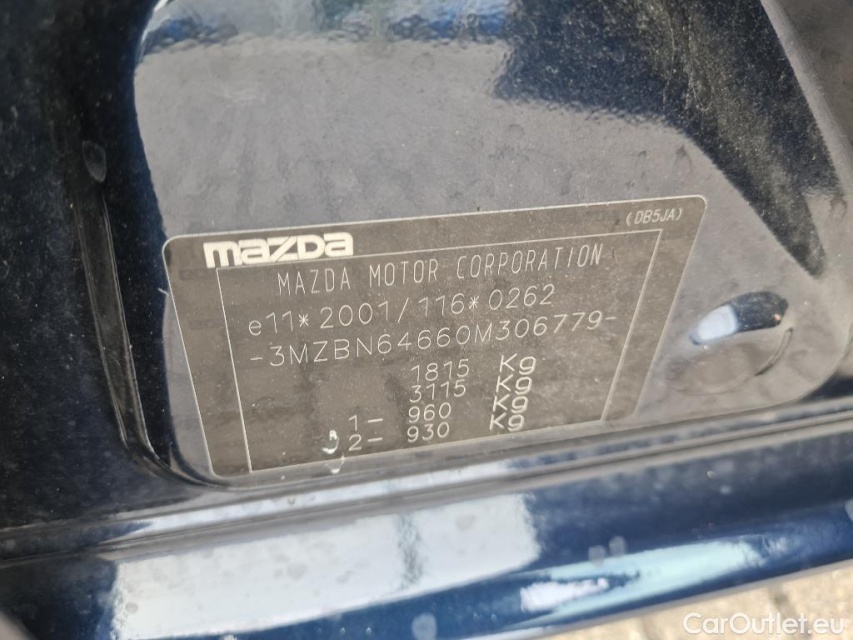 mazda
(DB5JA)
MAZDA MOTOR CORPORATION
e11*2001/116*0262
-3MZBN64660M306779-
1815 Kg
3115 Kg
1- 960 Kg
2- 930 Kg
CarOutlet.eu